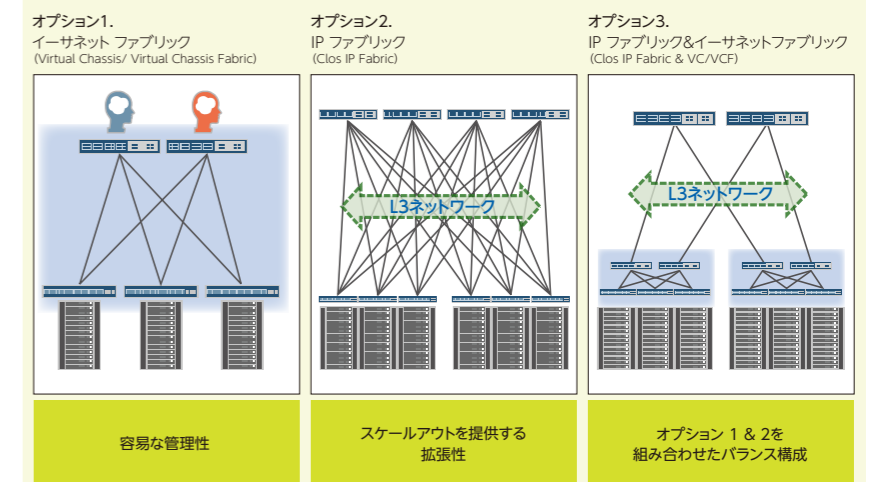 オプション1.
イーサネット ファブリック
(Virtual Chassis/ Virtual Chassis Fabric)
オプション2.
IP ファブリック
(Clos IP Fabric)
オプション3.
IP ファブリック&イーサネットファブリック
(Clos IP Fabric & VC/VCF)
L3ネットワーク
L3ネットワーク
容易な管理性
スケールアウトを提供する
拡張性
オプション 1 & 2を
組み合わせたバランス構成